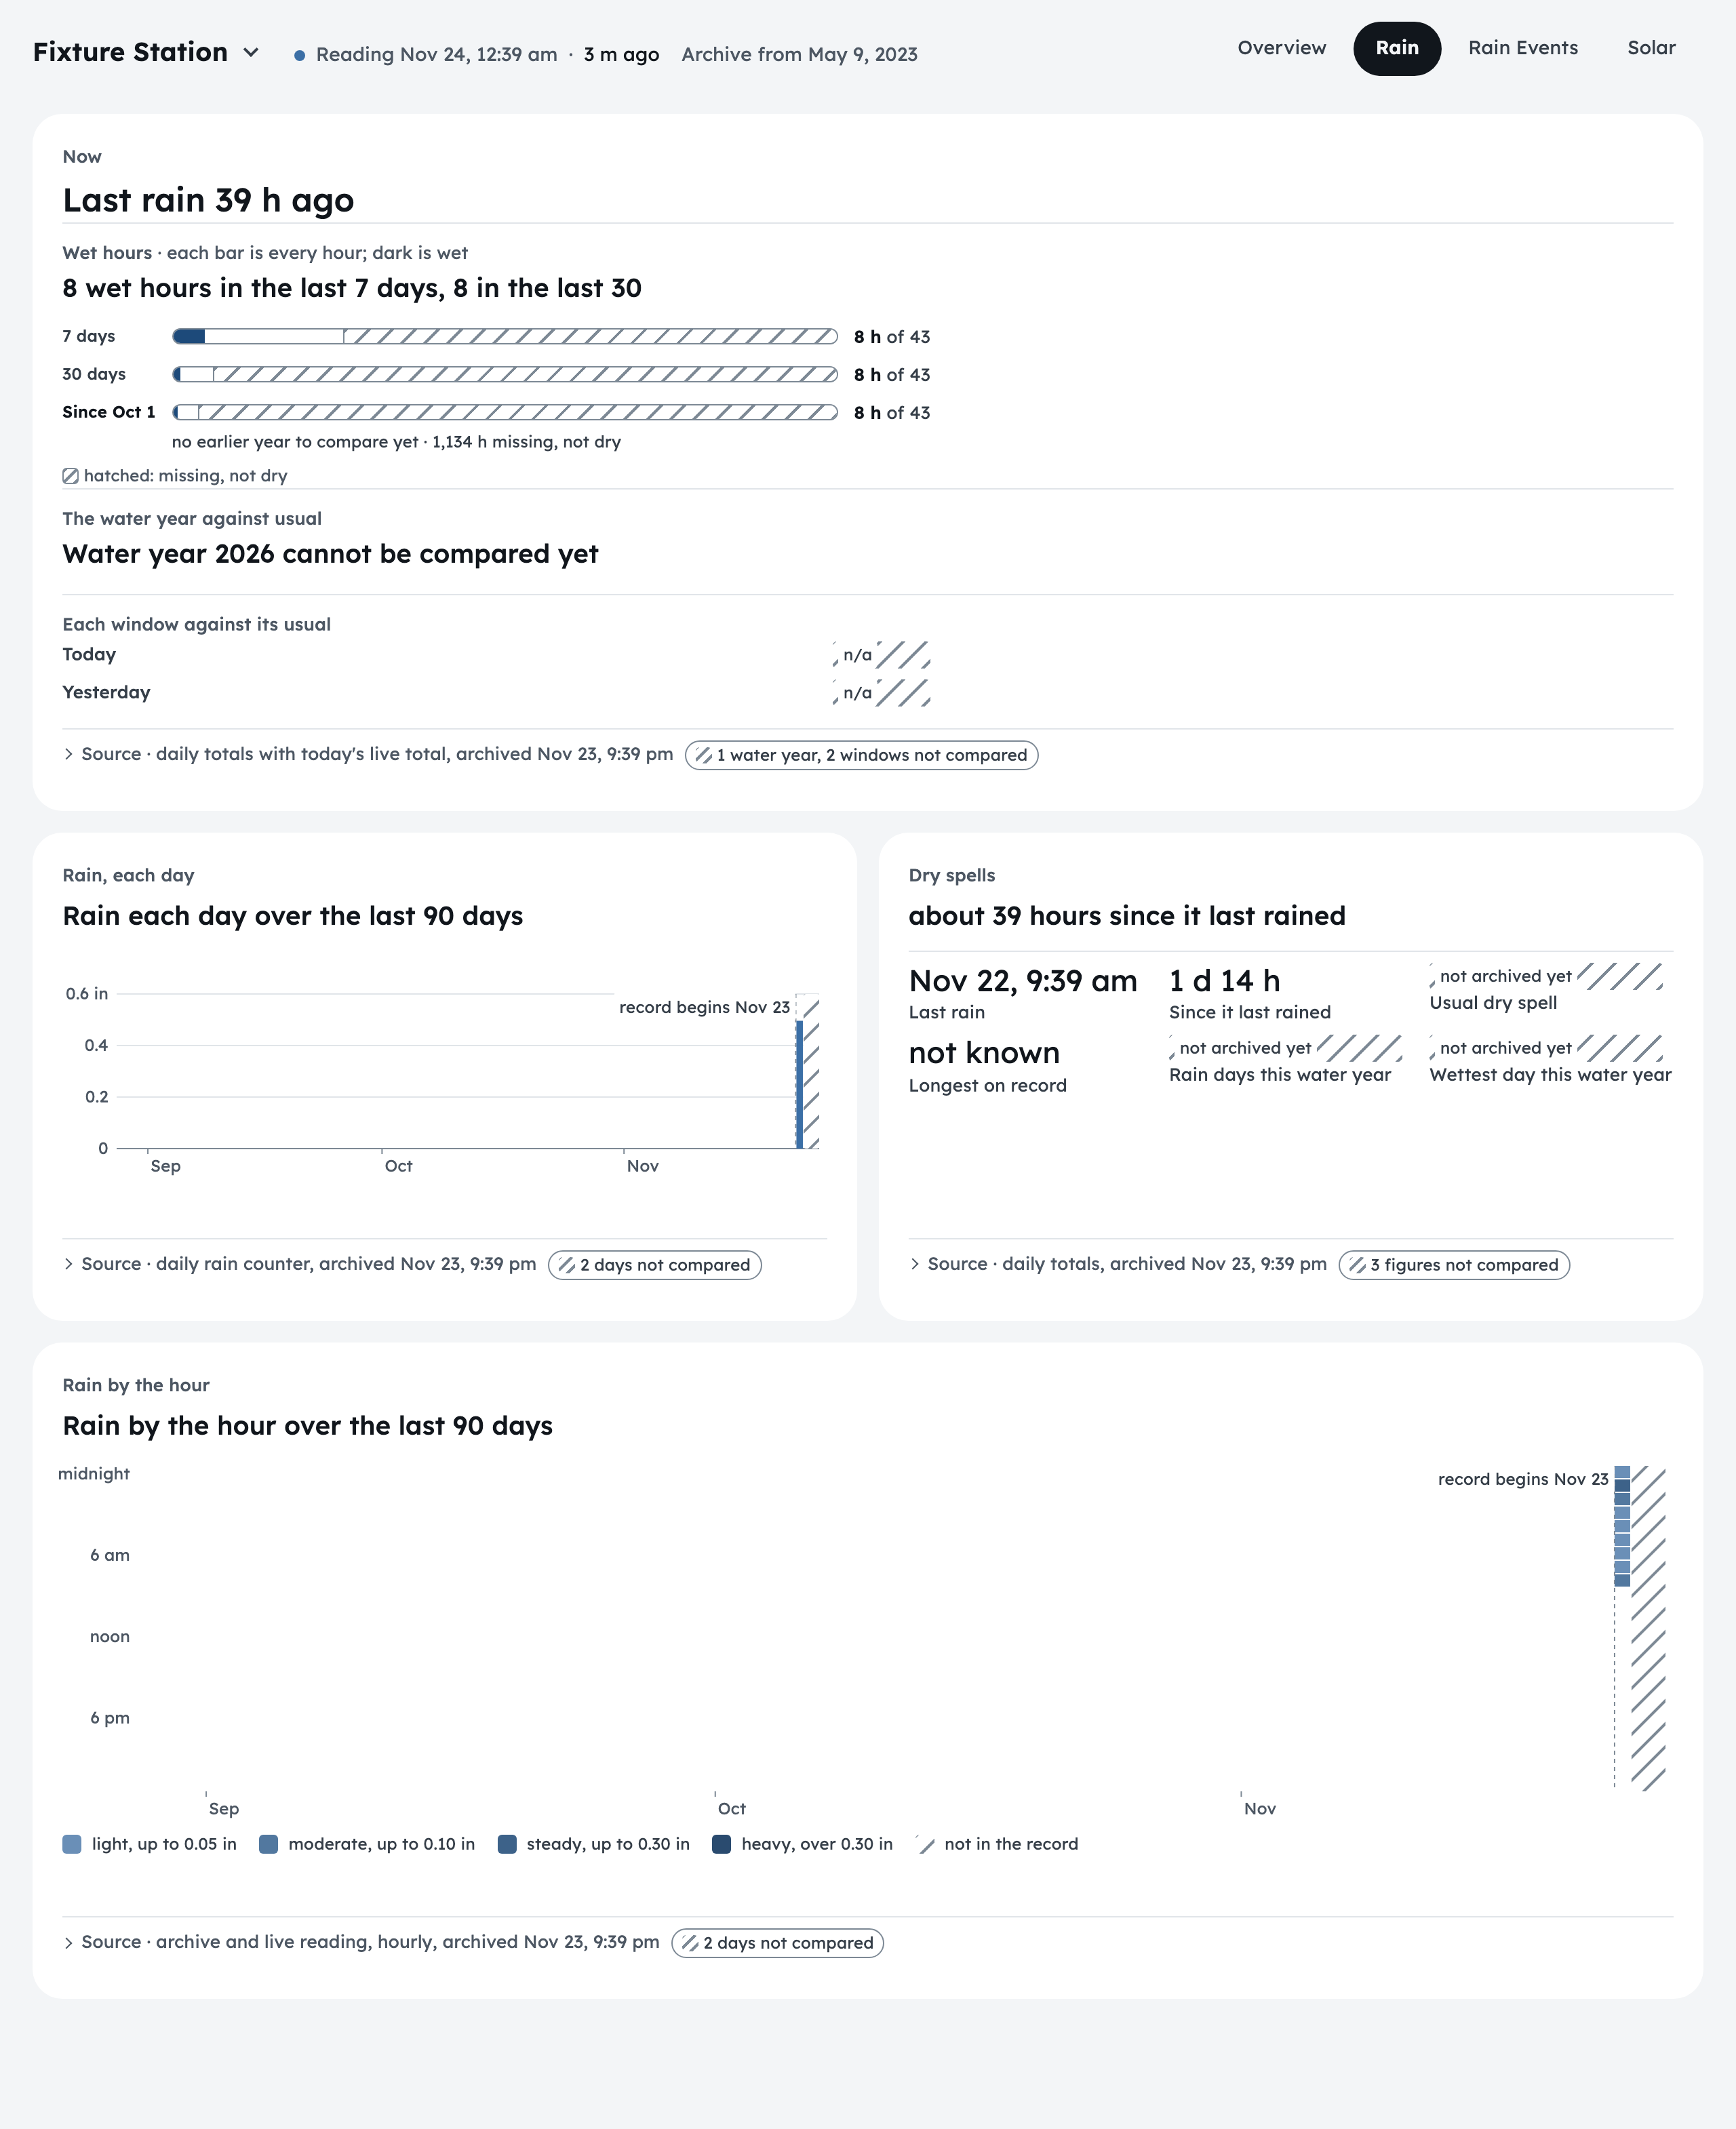 Fixture Station
Reading Nov 24, 12:39 am · 3 m ago Archive from May 9, 2023
Overview Rain Rain Events Solar
Now
Last rain 39 h ago
Wet hours · each bar is every hour; dark is wet
8 wet hours in the last 7 days, 8 in the last 30
7 days 8 h of 43
30 days 8 h of 43
Since Oct 1 8 h of 43
no earlier year to compare yet · 1,134 h missing, not dry
hatched: missing, not dry
The water year against usual
Water year 2026 cannot be compared yet
Each window against its usual
Today n/a
Yesterday n/a
Source · daily totals with today's live total, archived Nov 23, 9:39 pm 1 water year, 2 windows not compared
Rain, each day
Rain each day over the last 90 days
0.6 in
record begins Nov 23
0.4
0.2
0
Sep Oct Nov
Source · daily rain counter, archived Nov 23, 9:39 pm 2 days not compared
Dry spells
about 39 hours since it last rained
Nov 22, 9:39 am
Last rain
1 d 14 h
Since it last rained
not archived yet
Usual dry spell
not known
Longest on record
not archived yet
Rain days this water year
not archived yet
Wettest day this water year
Source · daily totals, archived Nov 23, 9:39 pm 3 figures not compared
Rain by the hour
Rain by the hour over the last 90 days
midnight
record begins Nov 23
6 am
noon
6 pm
Sep Oct Nov
light, up to 0.05 in moderate, up to 0.10 in steady, up to 0.30 in heavy, over 0.30 in not in the record
Source · archive and live reading, hourly, archived Nov 23, 9:39 pm 2 days not compared